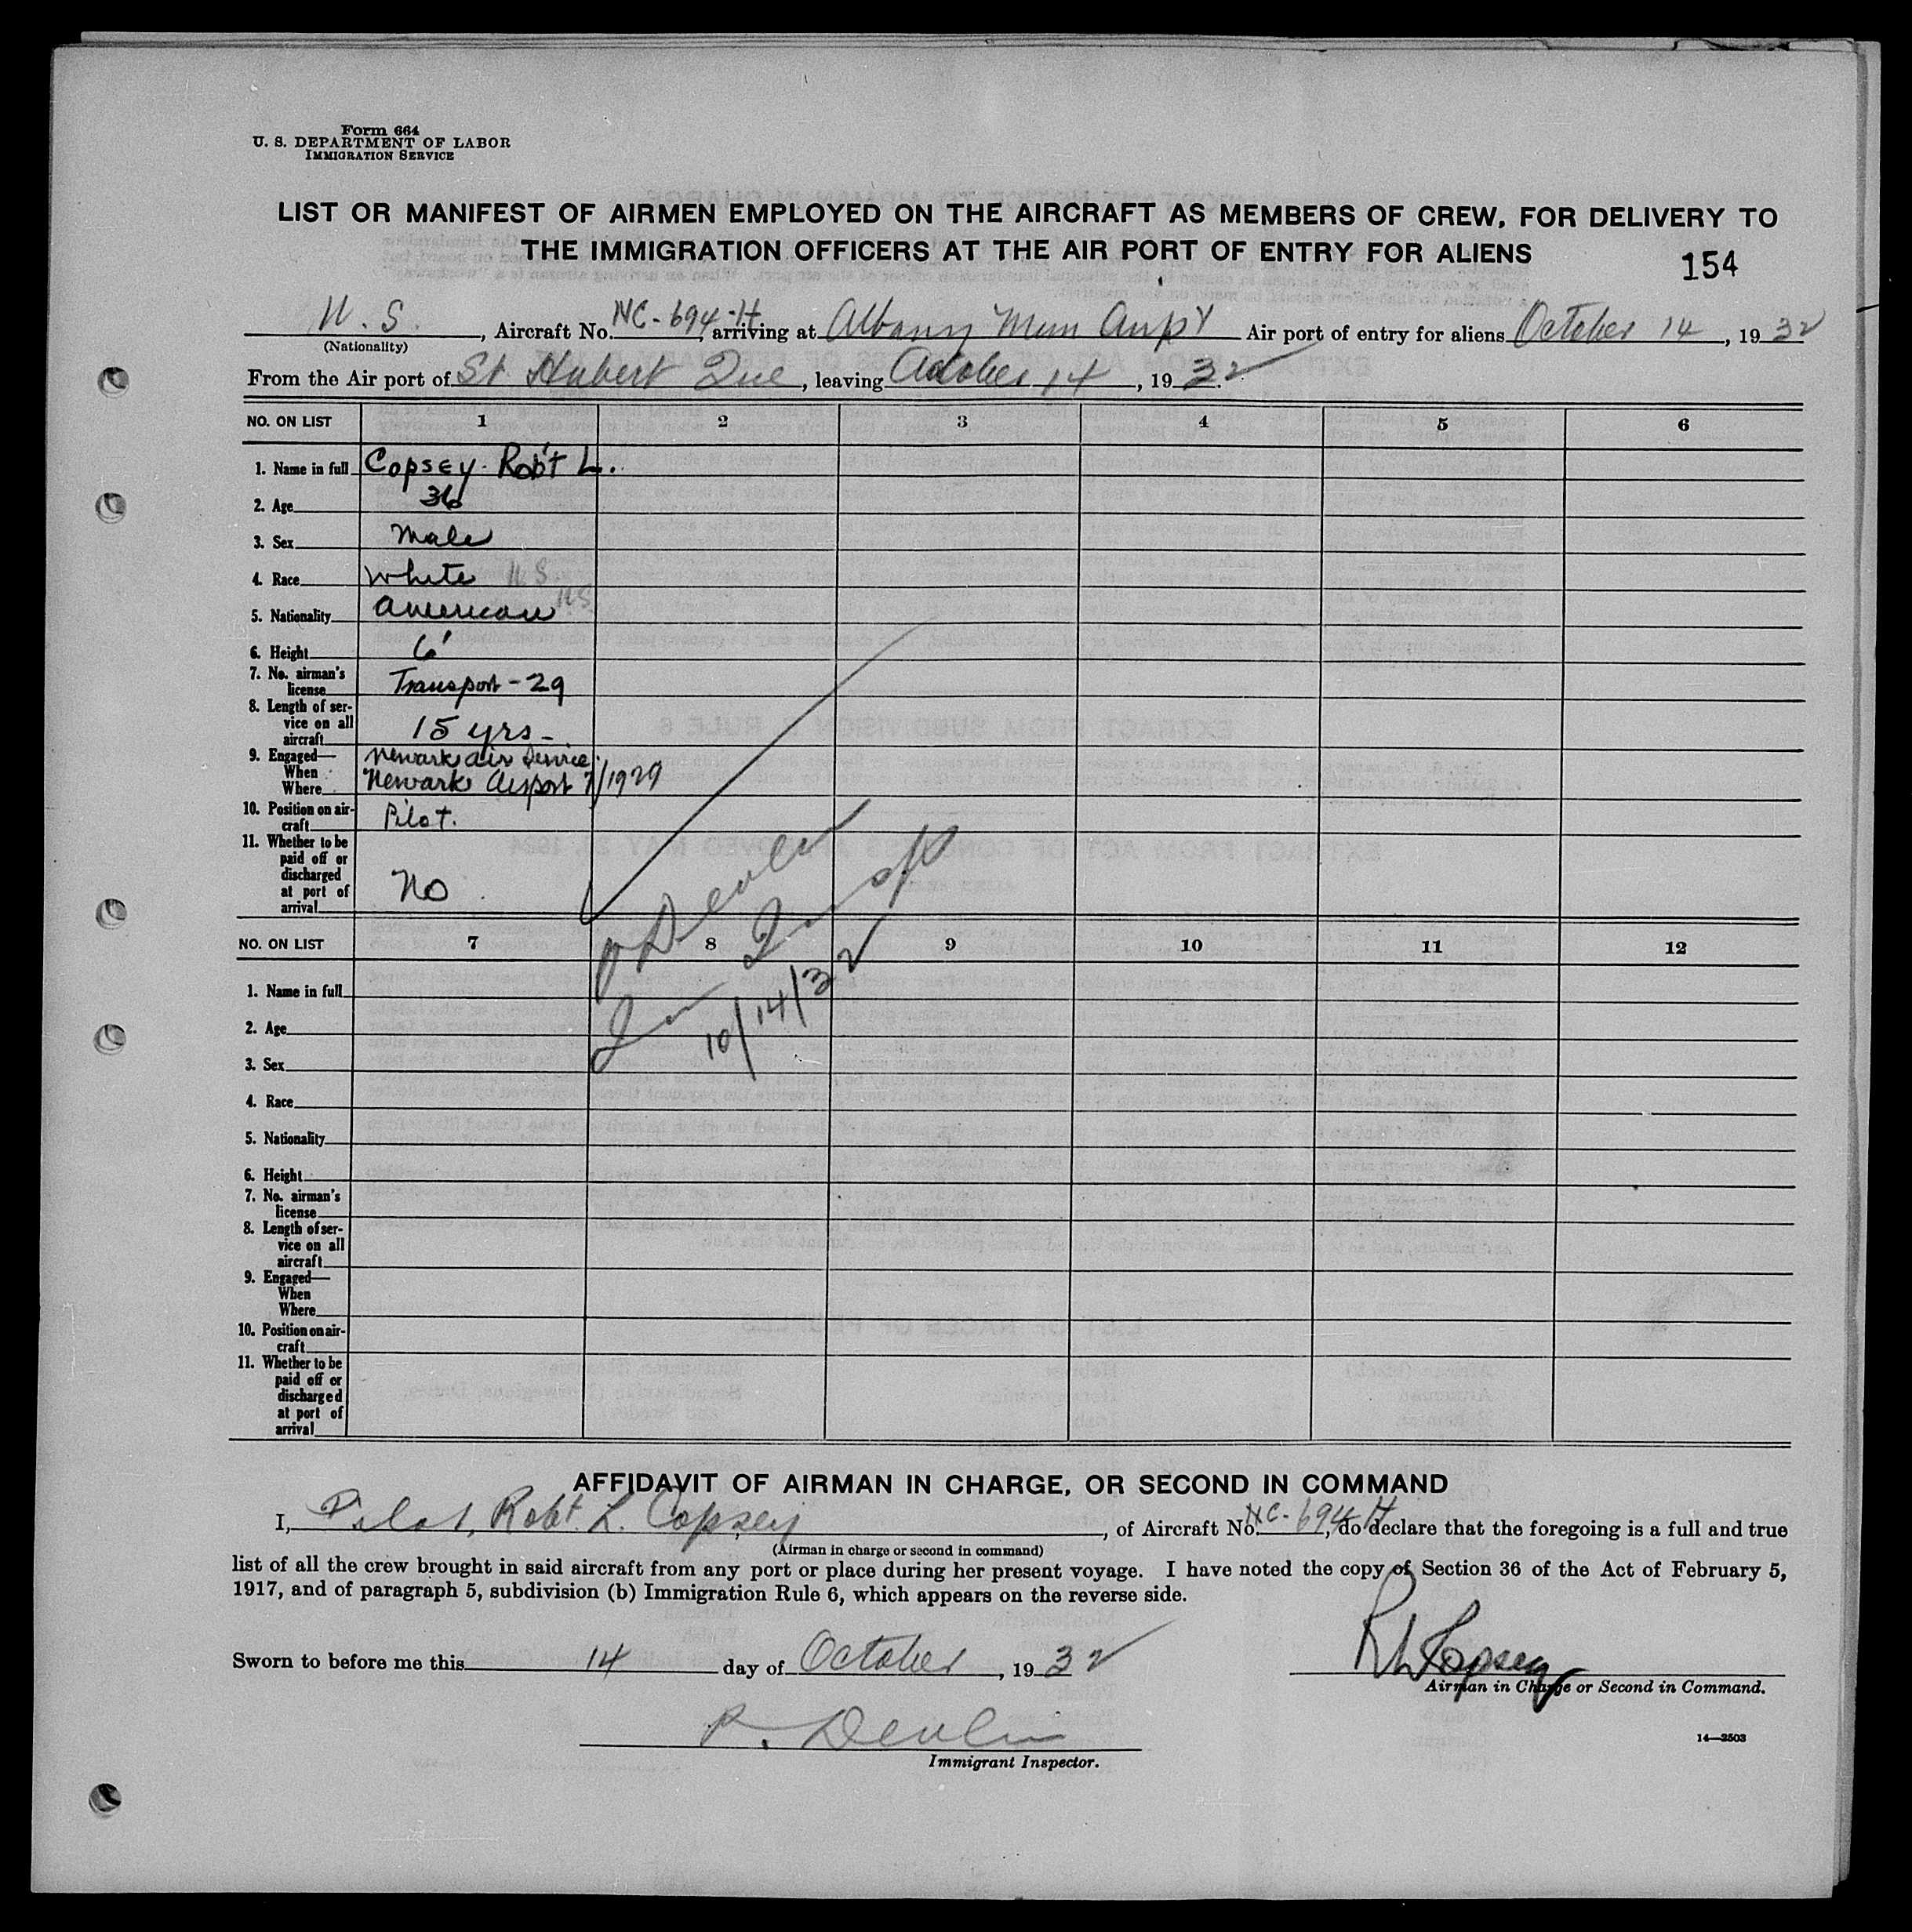 Form 664
U. S. DEPARTMENT OF LABOR
IMMIGRATION SERVICE
LIST OR MANIFEST OF AIRMEN EMPLOYED ON THE AIRCRAFT AS MEMBERS OF CREW, FOR DELIVERY TO
THE IMMIGRATION OFFICERS AT THE AIR PORT OF ENTRY FOR ALIENS
154
U. S. , Aircraft No. NC-694-H, arriving at Albany Mun Airpt Air port of entry for aliens October 14, 1932
(Nationality)
From the Air port of St Hubert Que, leaving October 14, 1932.
NO. ON LIST 1 2 3 4 5 6
1. Name in full Copsey Rob't L.
2. Age 36
3. Sex Male
4. Race White U.S.
5. Nationality American U.S.
6. Height 6'
7. No. airman's
license Transport-29
8. Length of ser-
vice on all
aircraft 15 yrs-
9. Engaged— Newark Air Service
When
Where Newark Airport 7/1929
10. Position on air-
craft Pilot.
11. Whether to be
paid off or
discharged
at port of
arrival No
P Devlin
Imm Insp
10/14/32
NO. ON LIST 7 8 9 10 11 12
1. Name in full
2. Age
3. Sex
4. Race
5. Nationality
6. Height
7. No. airman's
license
8. Length of ser-
vice on all
aircraft
9. Engaged—
When
Where
10. Position on air-
craft
11. Whether to be
paid off or
discharged
at port of
arrival
AFFIDAVIT OF AIRMAN IN CHARGE, OR SECOND IN COMMAND
I, Pilot, Robt. L. Copsey, of Aircraft No. NC-694H, do declare that the foregoing is a full and true
(Airman in charge or second in command)
list of all the crew brought in said aircraft from any port or place during her present voyage. I have noted the copy of Section 36 of the Act of February 5,
1917, and of paragraph 5, subdivision (b) Immigration Rule 6, which appears on the reverse side.
Sworn to before me this 14 day of October, 1932
R L Copsey
Airman in Charge or Second in Command.
P. Devlin
Immigrant Inspector.
14—2503